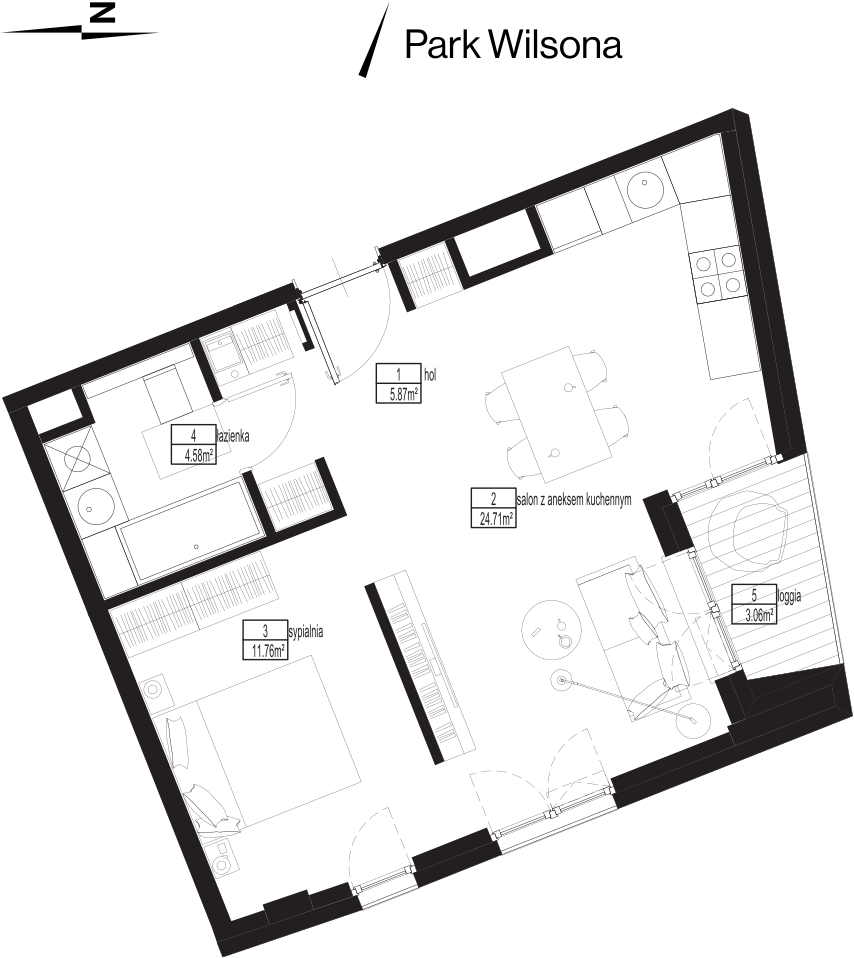 N
Park Wilsona
1 hol
5.87m²
4 łazienka
4.58m²
2 salon z aneksem kuchennym
24.71m²
5 loggia
3.06m²
3 sypialnia
11.76m²